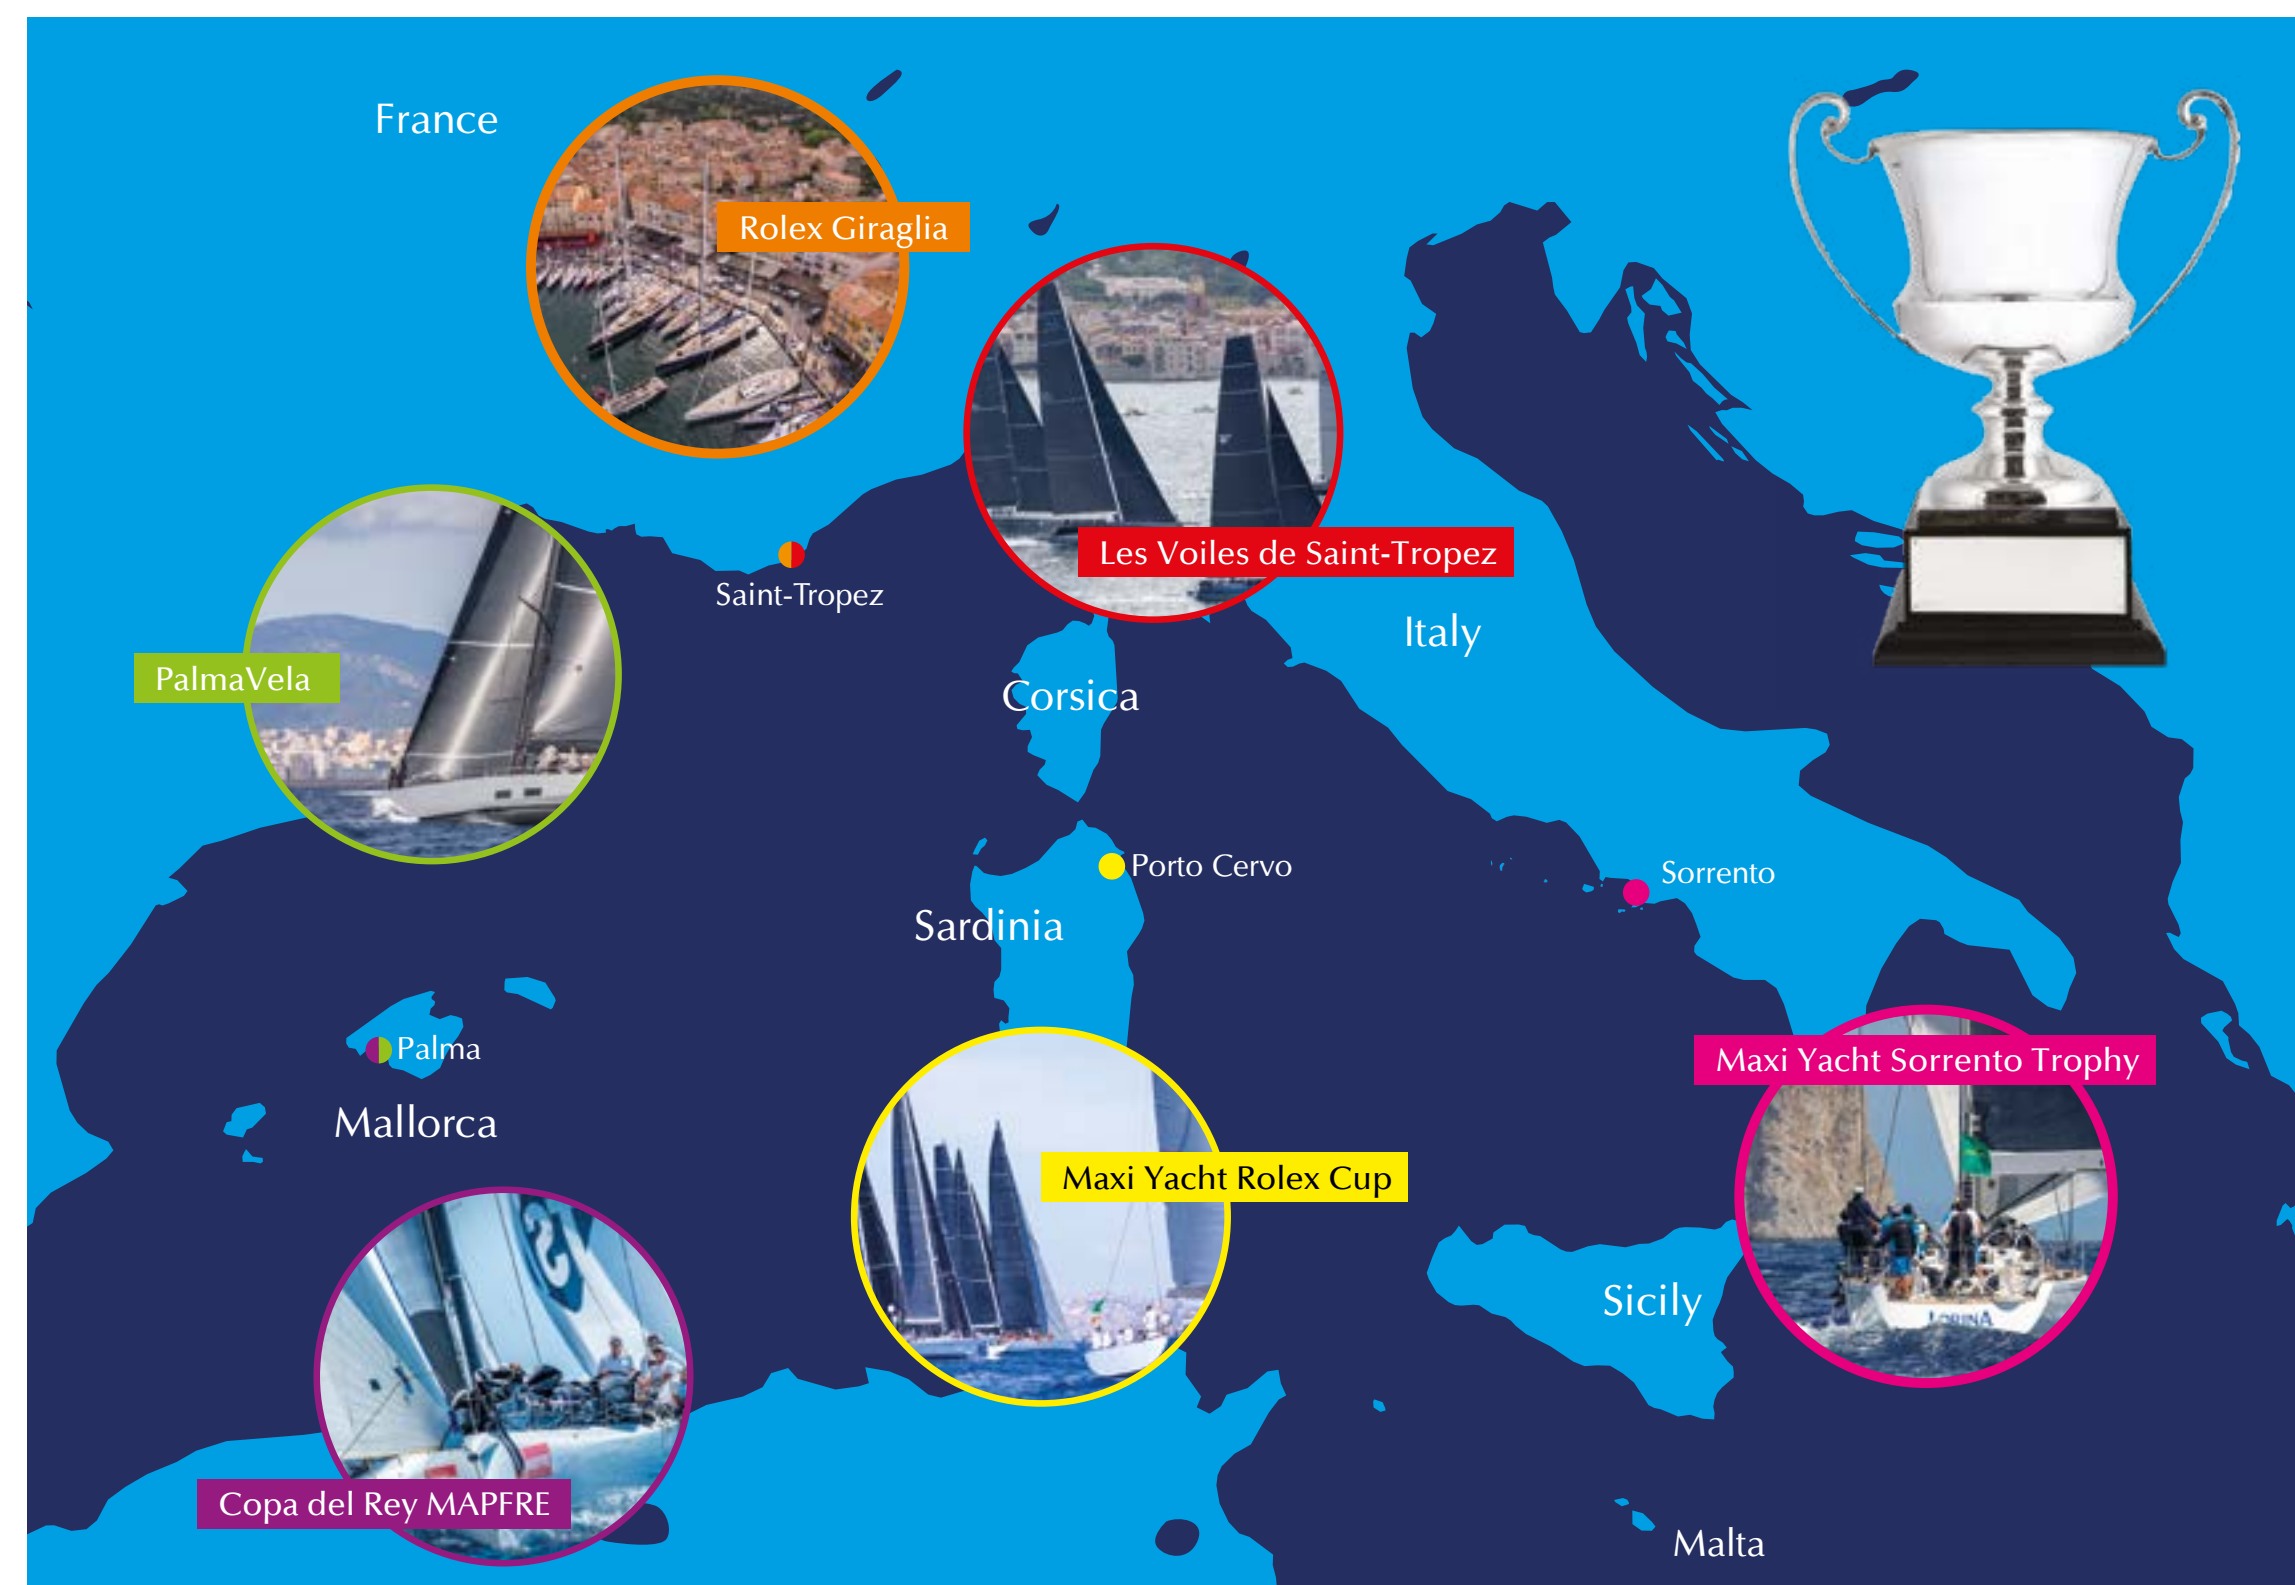 France
Rolex Giraglia
Les Voiles de Saint-Tropez
Saint-Tropez
Italy
PalmaVela
Corsica
Porto Cervo
Sorrento
Sardinia
Palma
Maxi Yacht Sorrento Trophy
Mallorca
Maxi Yacht Rolex Cup
S
Sicily
LORINA
Copa del Rey MAPFRE
Malta